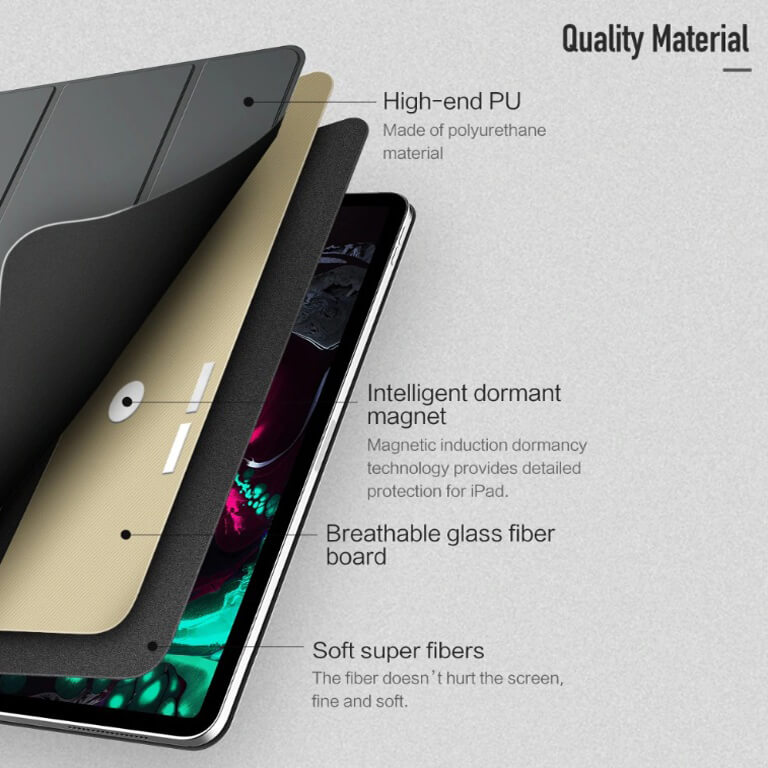 Quality Material
High-end PU
Made of polyurethane
material
Intelligent dormant
magnet
Magnetic induction dormancy
technology provides detailed
protection for iPad.
Breathable glass fiber
board
Soft super fibers
The fiber doesn't hurt the screen,
fine and soft.